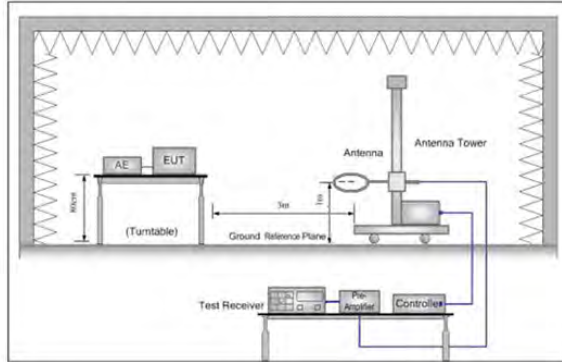 Antenna Tower
Antenna
AE
EUT
80cm
3m
1m
(Turntable)
Ground Reference Plane
Test Receiver
Pre-
Amplifier
Controller